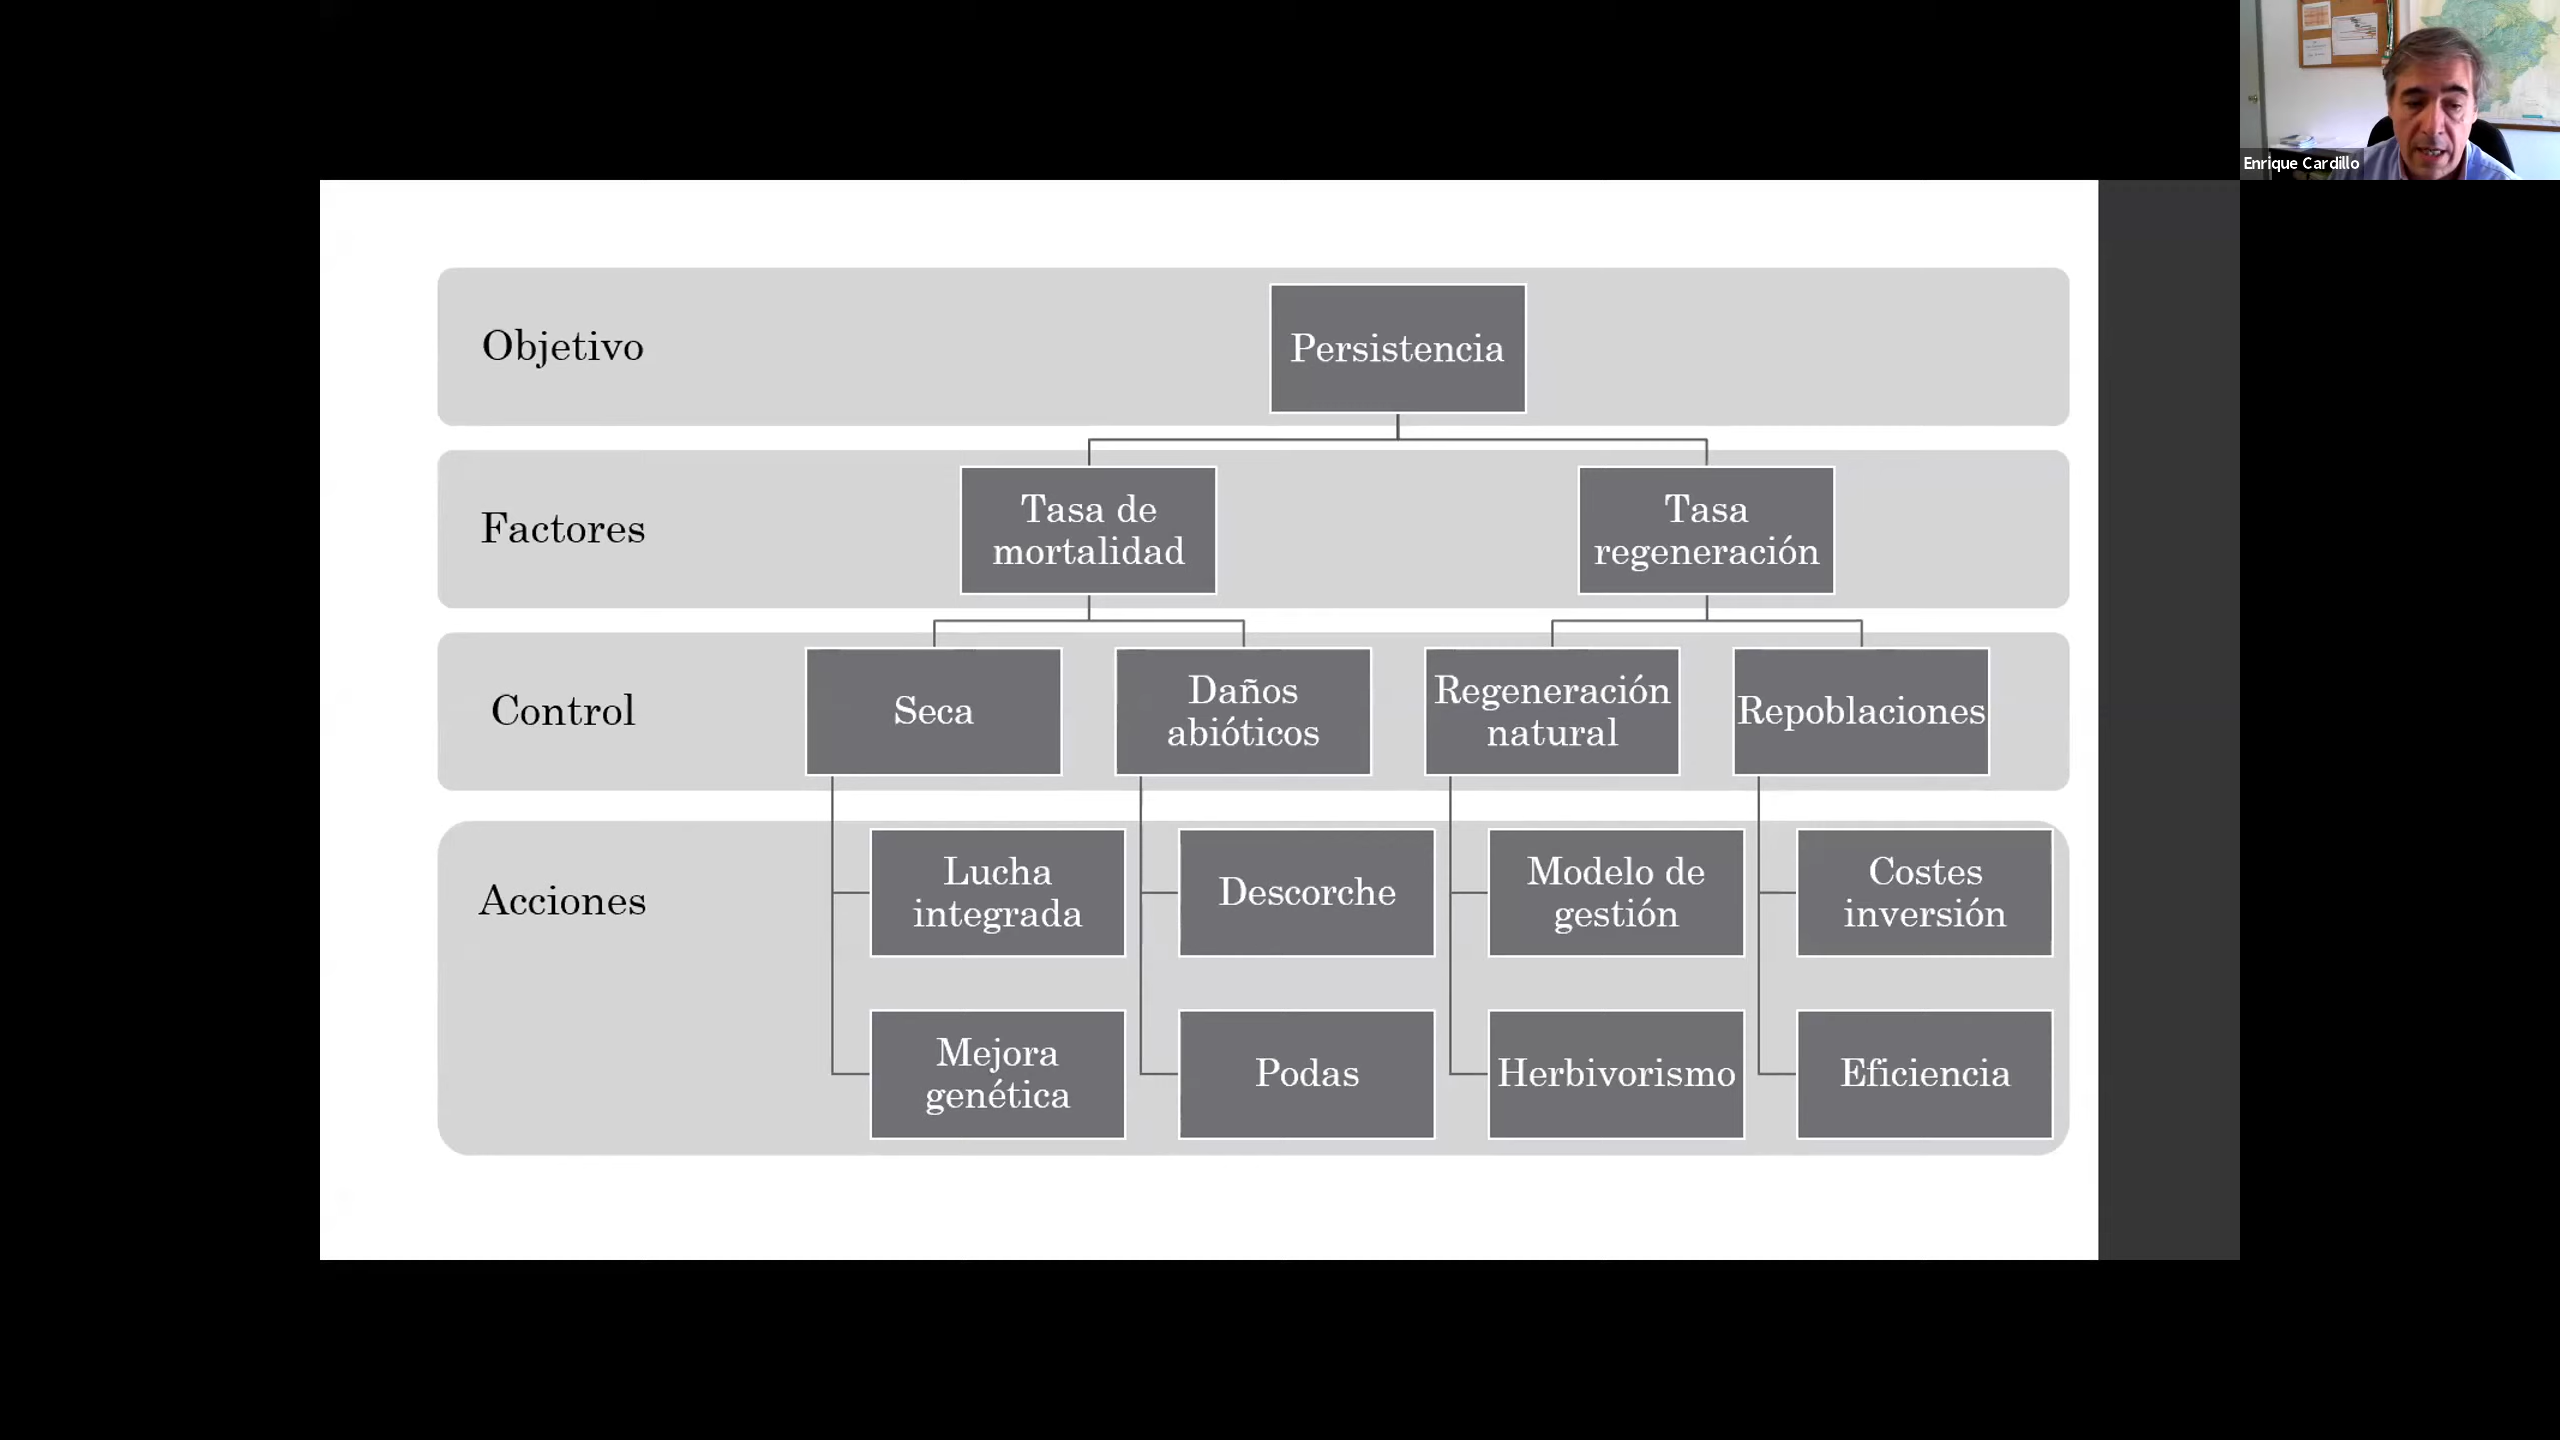 Enrique Cardillo
Objetivo
Persistencia
Factores
Tasa de
mortalidad
Tasa
regeneración
Control
Seca
Daños
abióticos
Regeneración
natural
Repoblaciones
Acciones
Lucha
integrada
Descorche
Modelo de
gestión
Costes
inversión
Mejora
genética
Podas
Herbivorismo
Eficiencia